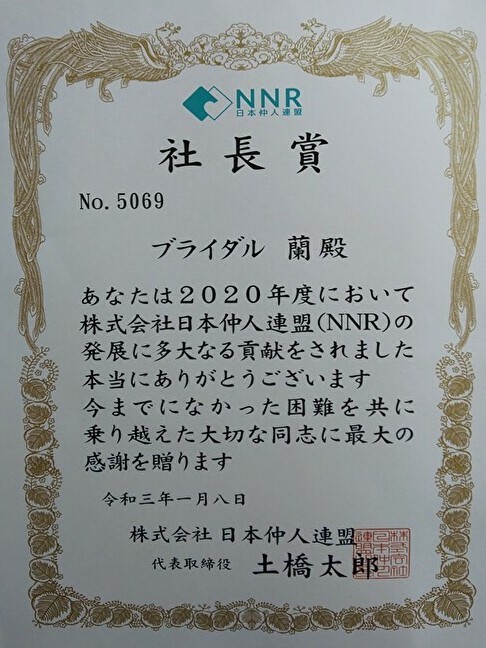 NNR
日本仲人連盟
社長賞
No. 5069
ブライダル 蘭殿
あなたは2020年度において
株式会社日本仲人連盟(NNR)の
発展に多大なる貢献をされました
本当にありがとうございます
今までになかった困難を共に
乗り越えた大切な同志に最大の
感謝を贈ります
令和三年一月八日
株式会社 日本仲人連盟
代表取締役 土橋太郎